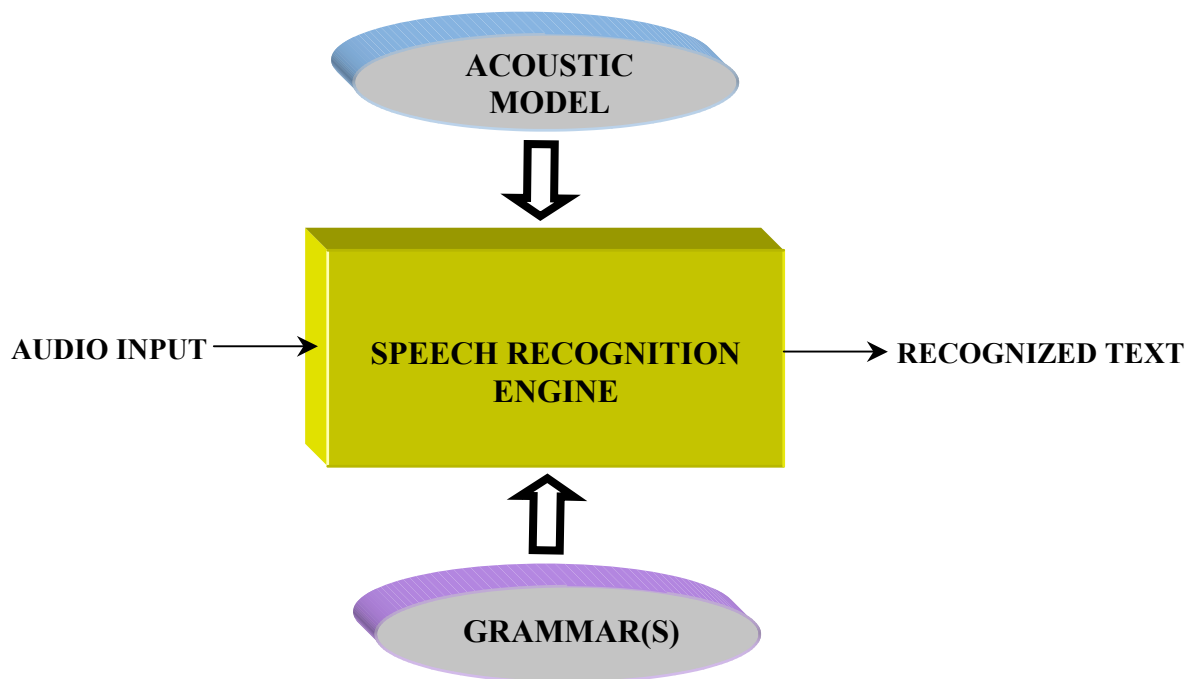 ACOUSTIC
MODEL
AUDIO INPUT
SPEECH RECOGNITION
ENGINE
RECOGNIZED TEXT
GRAMMAR(S)